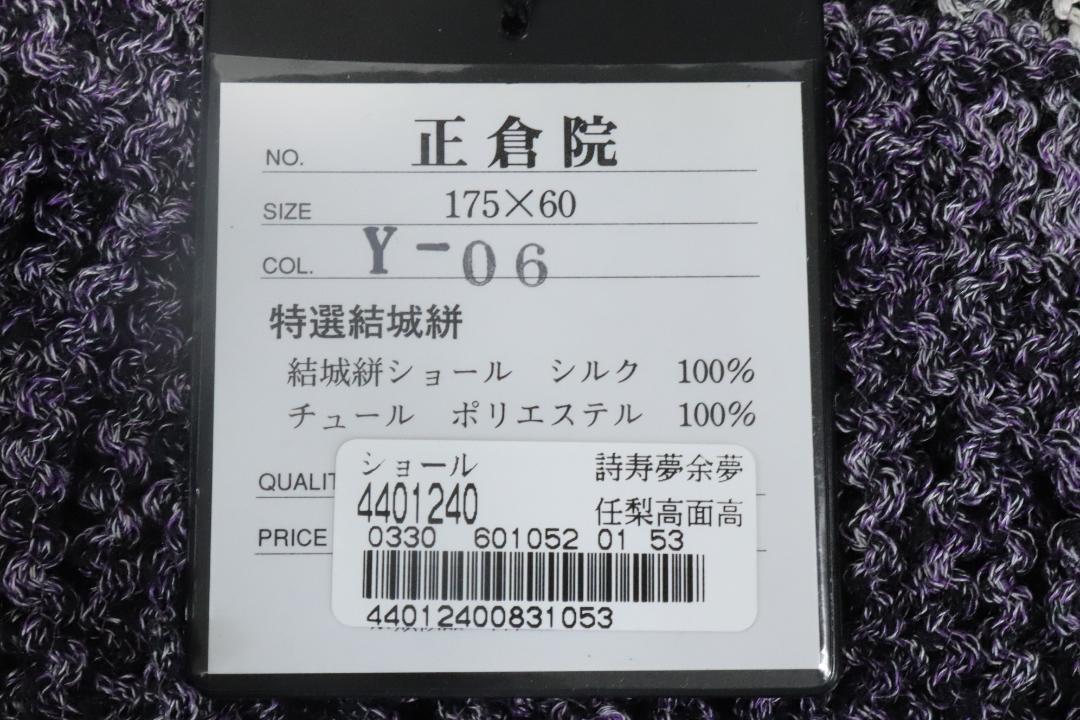 NO. 正倉院
SIZE 175×60
COL. Y-06
特選結城絣
結城絣ショール シルク 100%
チュール ポリエステル 100%
QUALIT
ショール 詩寿夢余夢
4401240 任梨高面高
PRICE
0330 601052 01 53
44012400831053